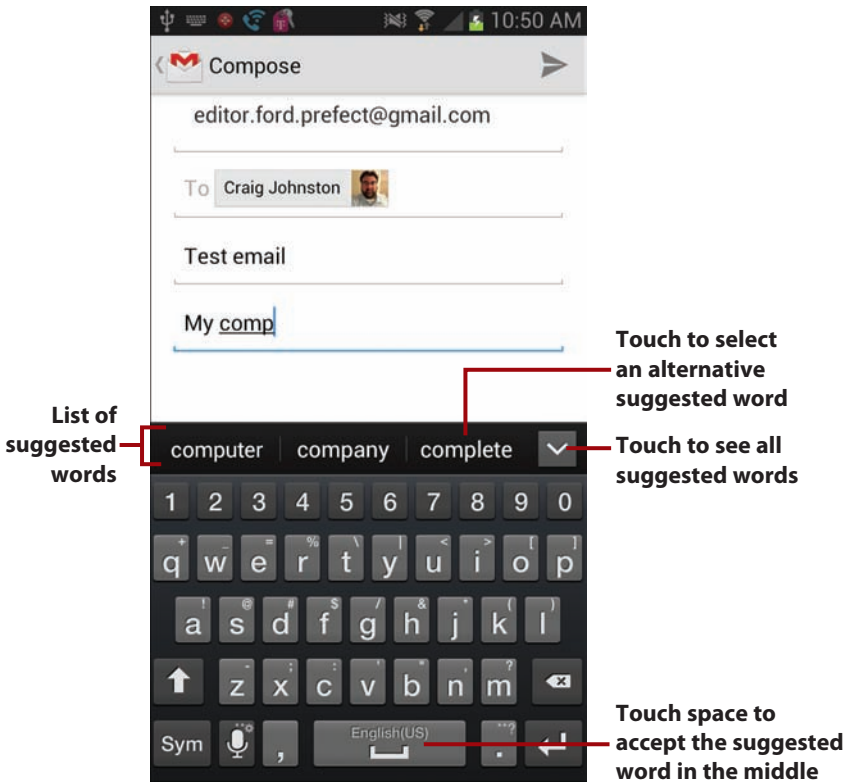 10:50 AM
Compose
editor.ford.prefect@gmail.com
To Craig Johnston
Test email
My comp
Touch to select
an alternative
suggested word
List of
suggested
words
computer company complete
Touch to see all
suggested words
1 2 3 4 5 6 7 8 9 0
+ _ = % \ | < > [ ]
q w e r t y u i o p
! @ # $ / & * ( )
a s d f g h j k l
- ; : ' " , ?
z x c v b n m
Sym , English(US) . ?
Touch space to
accept the suggested
word in the middle